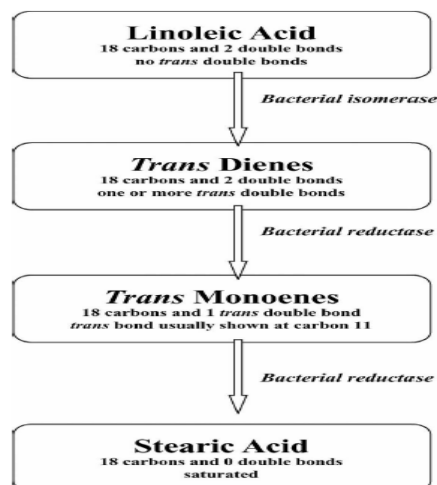 Linoleic Acid
18 carbons and 2 double bonds
no trans double bonds
Bacterial isomerase
Trans Dienes
18 carbons and 2 double bonds
one or more trans double bonds
Bacterial reductase
Trans Monoenes
18 carbons and 1 trans double bond
trans bond usually shown at carbon 11
Bacterial reductase
Stearic Acid
18 carbons and 0 double bonds
saturated